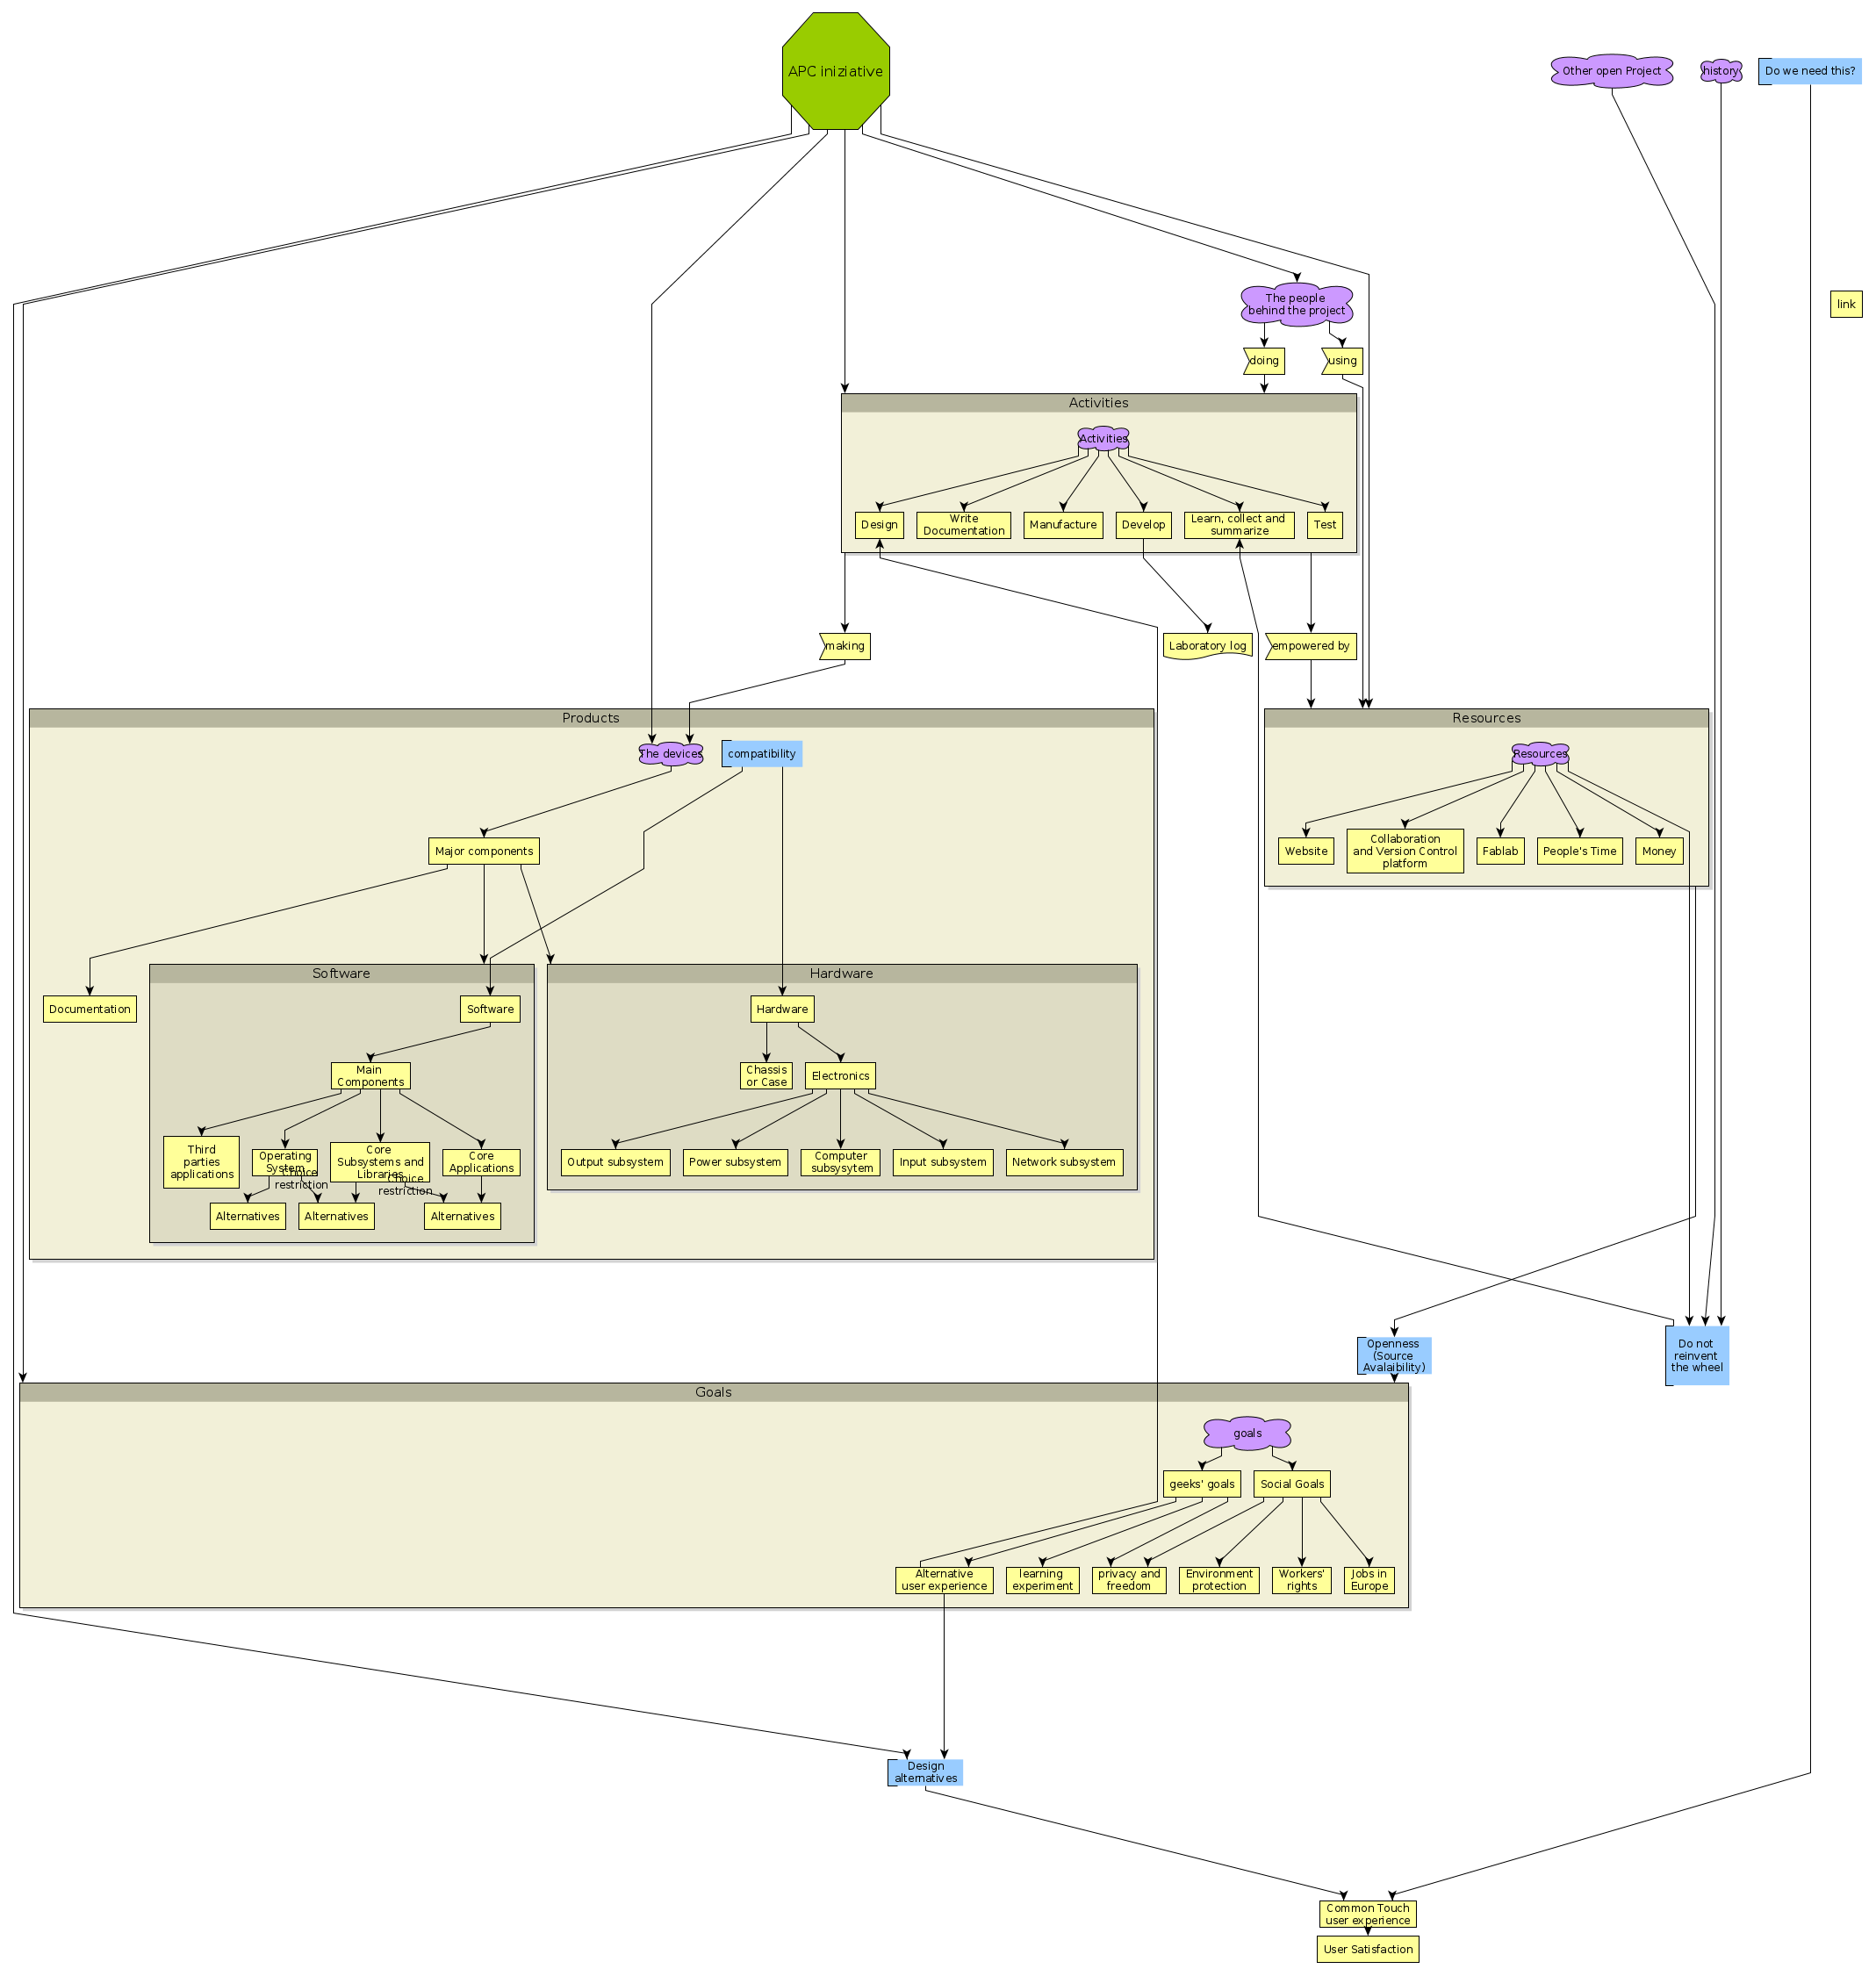 APC iniziative
Other open Project
history
Do we need this?
The people
behind the project
link
doing
using
Activities
Activities
Design
Write
Documentation
Manufacture
Develop
Learn, collect and
summarize
Test
making
Laboratory log
empowered by
Products
The devices
compatibility
Resources
Resources
Major components
Website
Collaboration
and Version Control
platform
Fablab
People's Time
Money
Software
Hardware
Documentation
Software
Hardware
Main
Components
Chassis
or Case
Electronics
Third
parties
applications
Operating
System
Choice
restriction
Core
Subsystems and
Libraries
Choice
restriction
Core
Applications
Output subsystem
Power subsystem
Computer
subsysytem
Input subsystem
Network subsystem
Alternatives
Alternatives
Alternatives
Openness
(Source
Avalaibility)
Do not
reinvent
the wheel
Goals
goals
geeks' goals
Social Goals
Alternative
user experience
learning
experiment
privacy and
freedom
Environment
protection
Workers'
rights
Jobs in
Europe
Design
alternatives
Common Touch
user experience
User Satisfaction